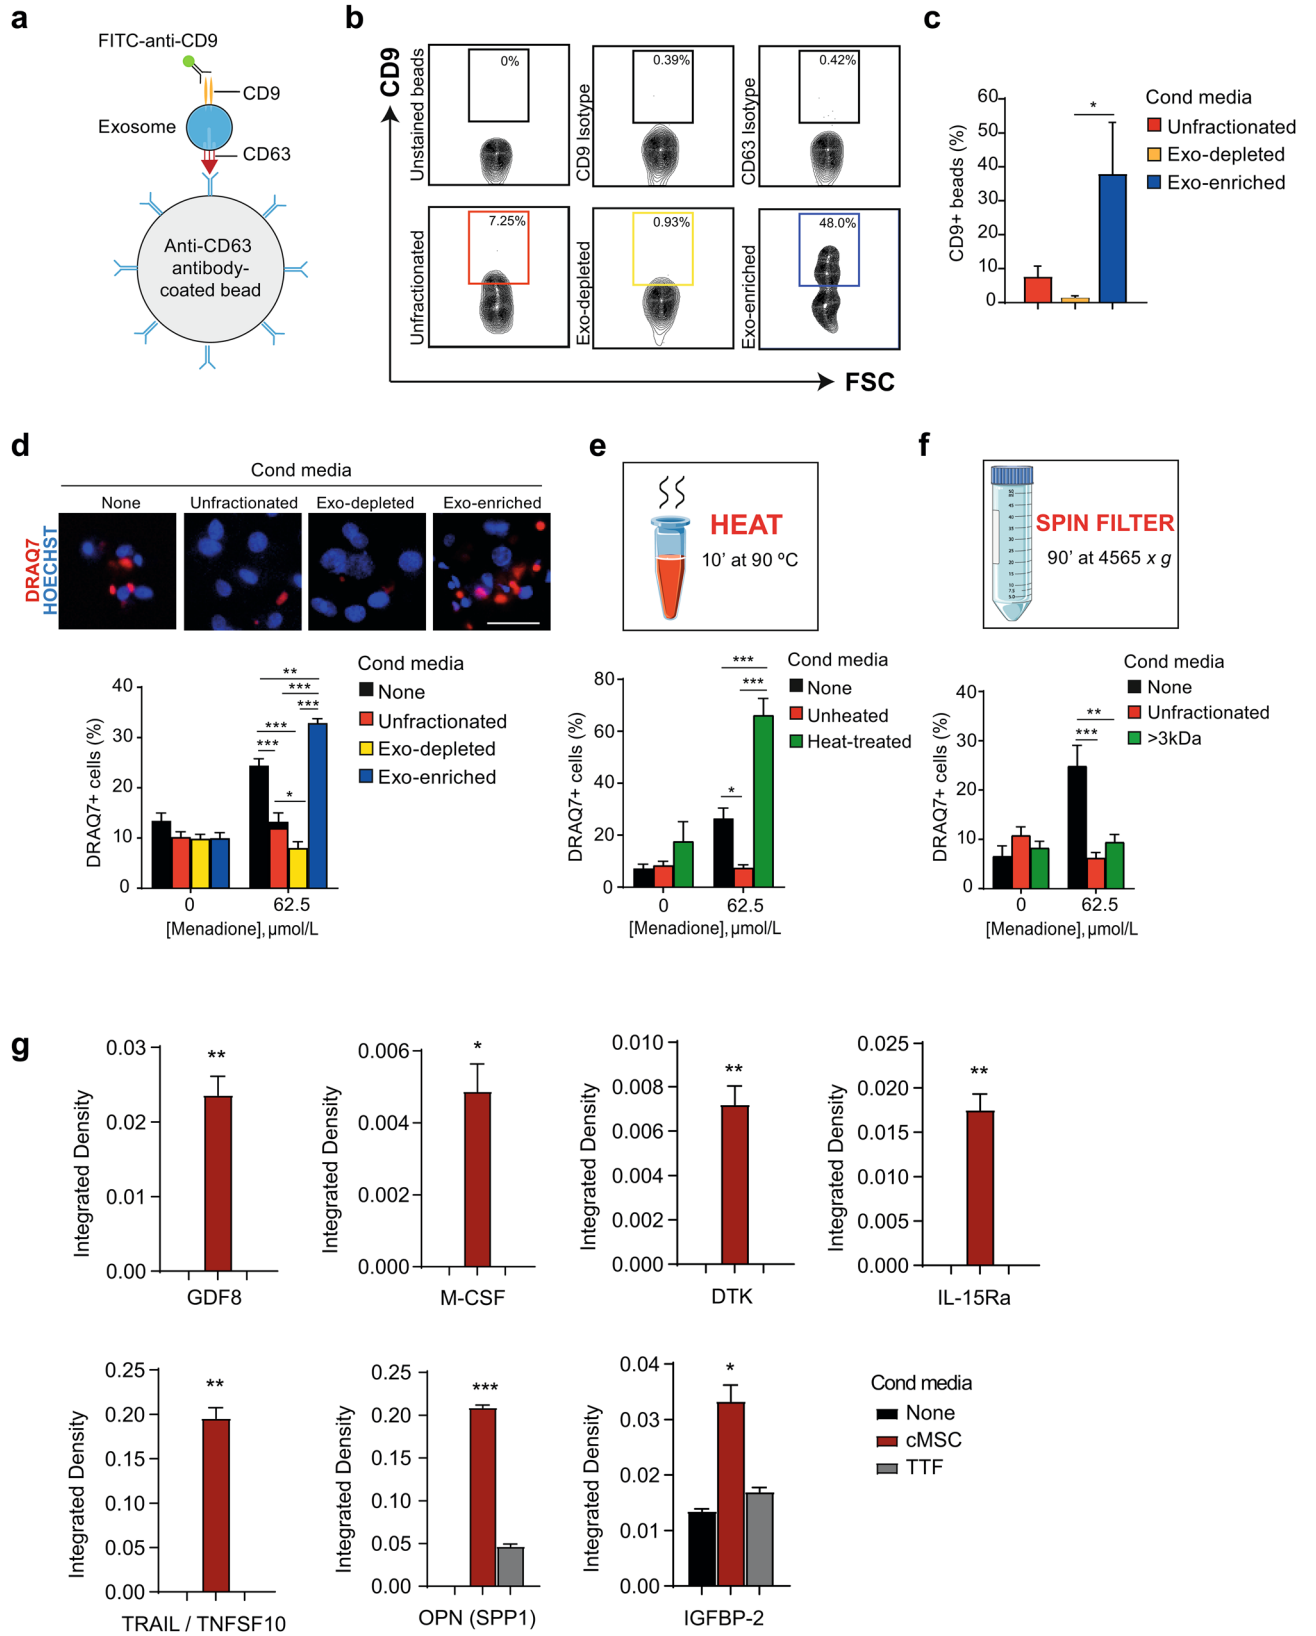 a
FITC-anti-CD9
CD9
Exosome
CD63
Anti-CD63
antibody-
coated bead
b
CD9
Unstained beads
0%
CD9 Isotype
0.39%
CD63 Isotype
0.42%
Unfractionated
7.25%
Exo-depleted
0.93%
Exo-enriched
48.0%
FSC
c
CD9+ beads (%)
60
50
40
30
20
10
0
*
Cond media
Unfractionated
Exo-depleted
Exo-enriched
d
Cond media
None
Unfractionated
Exo-depleted
Exo-enriched
DRAQ7
HOECHST
DRAQ7+ cells (%)
40
30
20
10
0
**
***
***
***
***
*
0
62.5
[Menadione], µmol/L
Cond media
None
Unfractionated
Exo-depleted
Exo-enriched
e
HEAT
10’ at 90 ºC
DRAQ7+ cells (%)
80
60
40
20
0
***
***
*
0
62.5
[Menadione], µmol/L
Cond media
None
Unheated
Heat-treated
f
SPIN FILTER
90’ at 4565 x g
DRAQ7+ cells (%)
40
30
20
10
0
**
***
0
62.5
[Menadione], µmol/L
Cond media
None
Unfractionated
>3kDa
g
Integrated Density
0.03
0.02
0.01
0.00
**
GDF8
Integrated Density
0.006
0.004
0.002
0.000
*
M-CSF
Integrated Density
0.010
0.008
0.006
0.004
0.002
0.000
**
DTK
Integrated Density
0.025
0.020
0.015
0.010
0.005
0.000
**
IL-15Ra
Integrated Density
0.25
0.20
0.15
0.10
0.05
0.00
**
TRAIL / TNFSF10
Integrated Density
0.25
0.20
0.15
0.10
0.05
0.00
***
OPN (SPP1)
Integrated Density
0.04
0.03
0.02
0.01
0.00
*
IGFBP-2
Cond media
None
cMSC
TTF